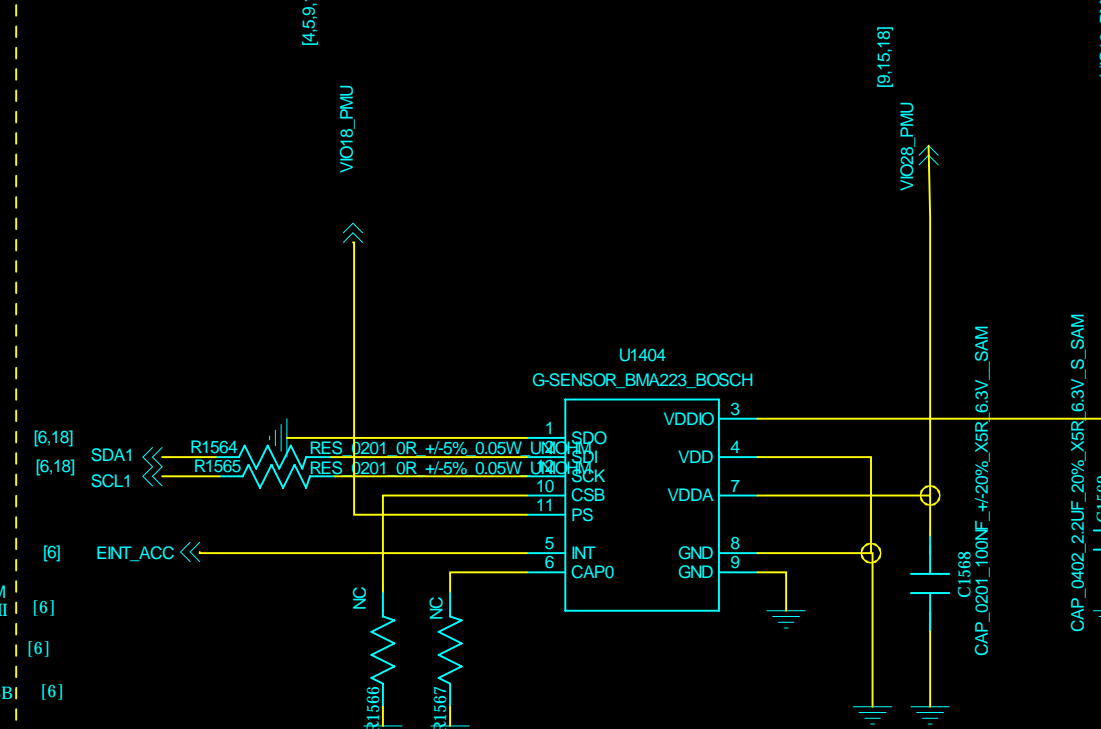 [4,5,9,
[9,15,18]
VIO18_PMU
VIO28_PMU
U1404
G-SENSOR_BMA223_BOSCH
3
VDDIO
[6,18]
SDA1
R1564
RES_0201_0R_+/-5%_0.05W_UNIOHM
1
SDO
SDI
[6,18]
SCL1
R1565
RES_0201_0R_+/-5%_0.05W_UNIOHM
SCK
10
CSB
11
PS
4
VDD
7
VDDA
[6]
EINT_ACC
5
INT
6
CAP0
8
GND
9
GND
NC
R1566
NC
R1567
C1568
CAP_0201_100NF_+/-20%_X5R_6.3V__SAM
CAP_0402_2.2UF_20%_X5R_6.3V_S_SAM
M
[6]
[6]
B
[6]